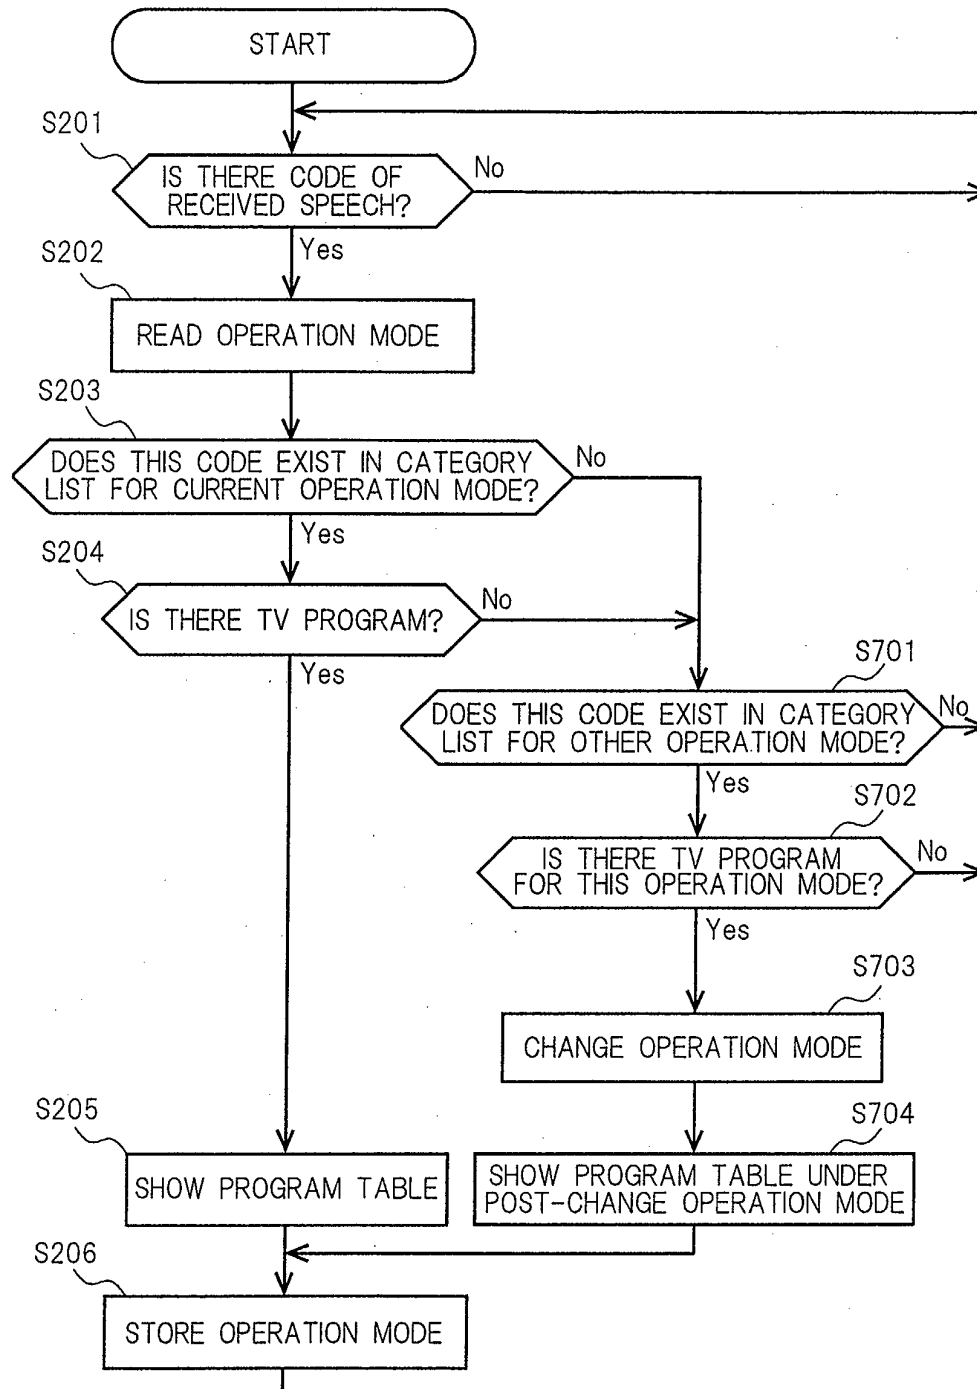 START
S201
IS THERE CODE OF
RECEIVED SPEECH?
No
Yes
S202
READ OPERATION MODE
S203
DOES THIS CODE EXIST IN CATEGORY
LIST FOR CURRENT OPERATION MODE?
No
Yes
S204
IS THERE TV PROGRAM?
No
Yes
S701
DOES THIS CODE EXIST IN CATEGORY
LIST FOR OTHER OPERATION MODE?
No
Yes
S702
IS THERE TV PROGRAM
FOR THIS OPERATION MODE?
No
Yes
S703
CHANGE OPERATION MODE
S205
SHOW PROGRAM TABLE
S704
SHOW PROGRAM TABLE UNDER
POST-CHANGE OPERATION MODE
S206
STORE OPERATION MODE